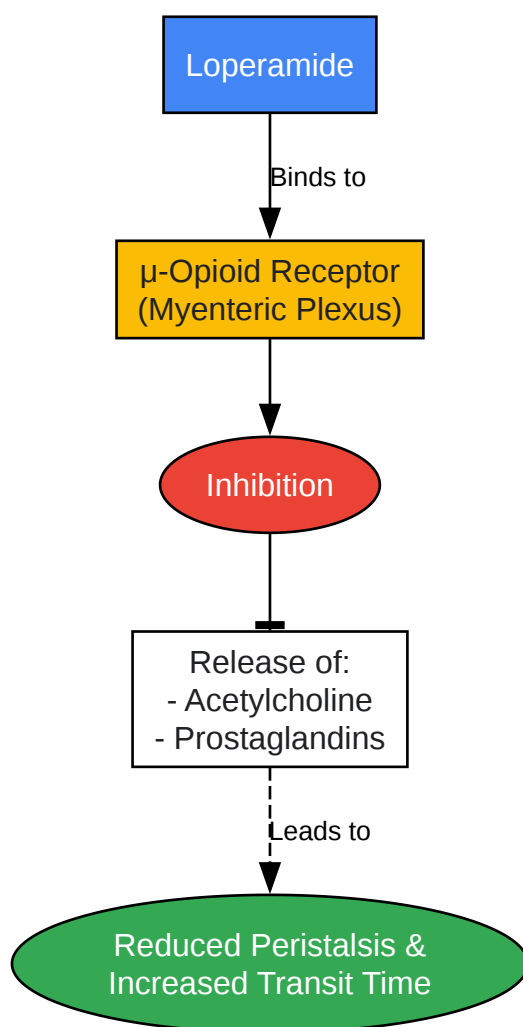 Loperamide
Binds to
μ-Opioid Receptor
(Myenteric Plexus)
Inhibition
Release of:
- Acetylcholine
- Prostaglandins
Leads to
Reduced Peristalsis &
Increased Transit Time